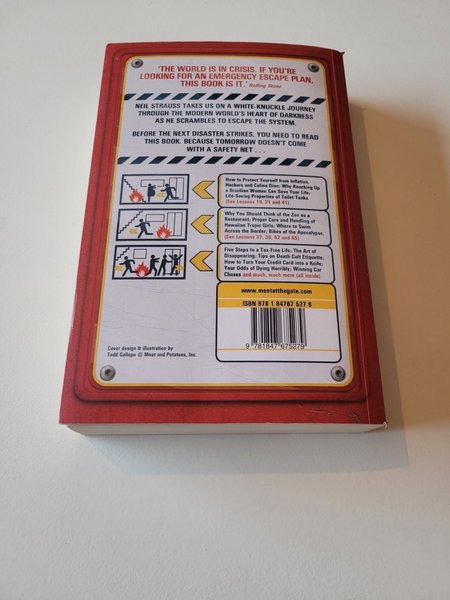 'THE WORLD IS IN CRISIS. IF YOU'RE
LOOKING FOR AN EMERGENCY ESCAPE PLAN,
THIS BOOK IS IT.' Rolling Stone
NEIL STRAUSS TAKES US ON A WHITE-KNUCKLE JOURNEY
THROUGH THE MODERN WORLD'S HEART OF DARKNESS
AS HE SCRAMBLES TO ESCAPE THE SYSTEM.
BEFORE THE NEXT DISASTER STRIKES, YOU NEED TO READ
THIS BOOK. BECAUSE TOMORROW DOESN'T COME
WITH A SAFETY NET . . .
How to Protect Yourself from Inflation,
Hackers and Celine Dion; Why Knocking Up
a Brazilian Woman Can Save Your Life;
Life-Saving Properties of Toilet Tanks.
(See Lessons 19, 21 and 41)
Why You Should Think of the Zoo as a
Restaurant; Proper Care and Handling of
Hawaiian Tropic Girls; Where to Swim
Across the Border; Bikes of the Apocalypse.
(See Lessons 37, 38, 62 and 65)
Five Steps to a Tax-Free Life; The Art of
Disappearing; Tips on Death Cult Etiquette;
How to Turn Your Credit Card into a Knife;
Your Odds of Dying Horribly; Winning Car
Chases and much, much more (all inside)
www.meetatthegate.com
ISBN 978 1 84767 527 9
9 781847 675279
Cover design & illustration by
Todd Gallopo @ Meat and Potatoes, Inc.